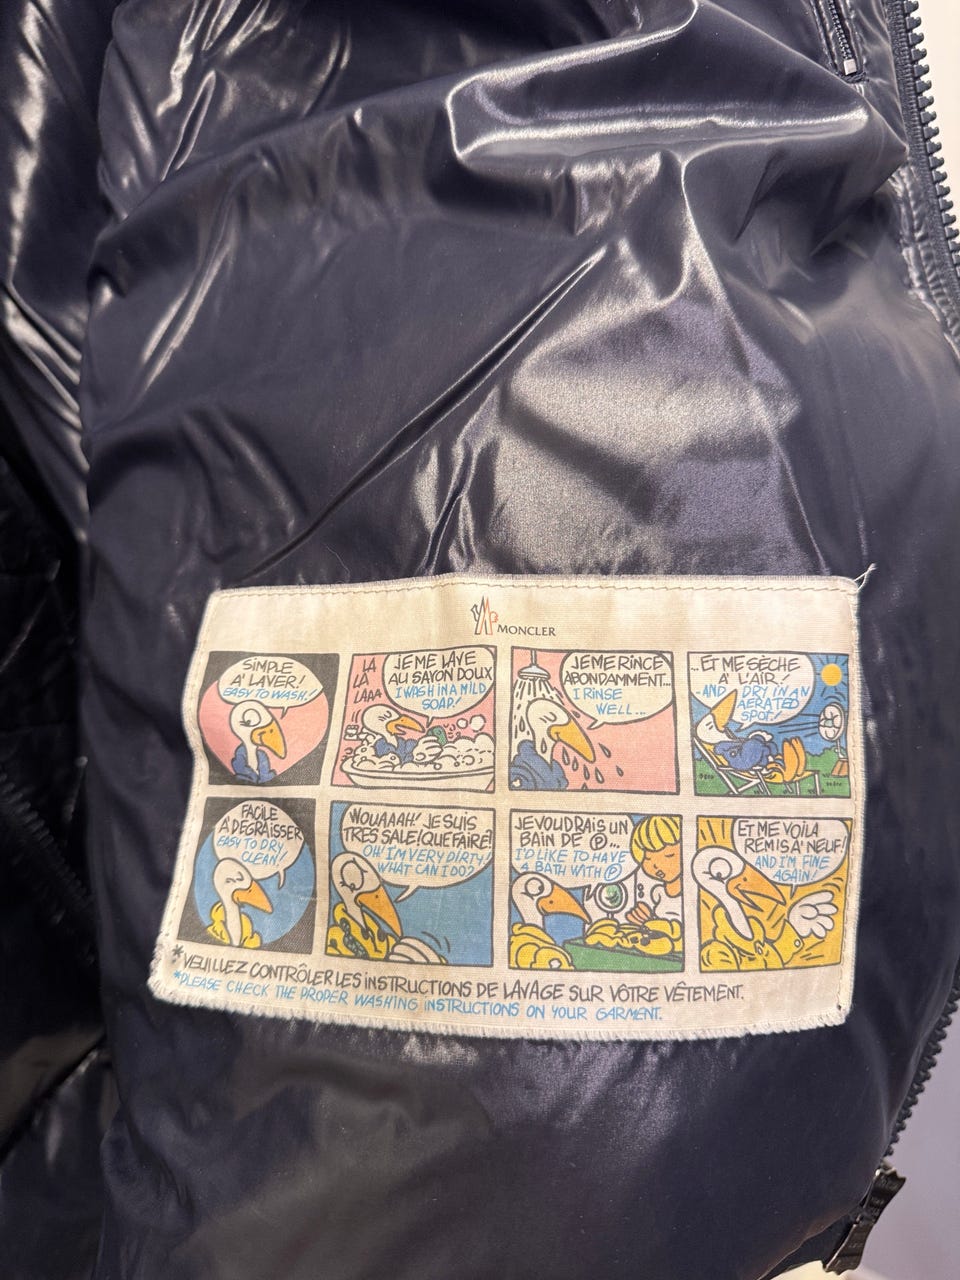 MONCLER
SIMPLE
A' LAVER!
EASY TO WASH!
LA
LA
LAAA
JE ME LAVE
AU SAVON DOUX
I WASH IN A MILD
SOAP!
JE ME RINCE
ABONDAMMENT...
I RINSE
WELL...
...ET ME SÈCHE
A' L'AIR!
-AND DRY IN AN
AERATED
SPOT!
FACILE
A' DEGRAISSER
EASY TO DRY
CLEAN!
WOUAAAH! JE SUIS
TRES SALE! QUE FAIRE?
OH! I'M VERY DIRTY!
WHAT CAN I DO?
JE VOUDRAIS UN
BAIN DE Ⓟ...
I'D LIKE TO HAVE
A BATH WITH Ⓟ
ET ME VOILA
REMIS A' NEUF!
AND I'M FINE
AGAIN!
*VEUILLEZ CONTRÔLER LES INSTRUCTIONS DE LAVAGE SUR VÔTRE VÊTEMENT.
*PLEASE CHECK THE PROPER WASHING INSTRUCTIONS ON YOUR GARMENT.